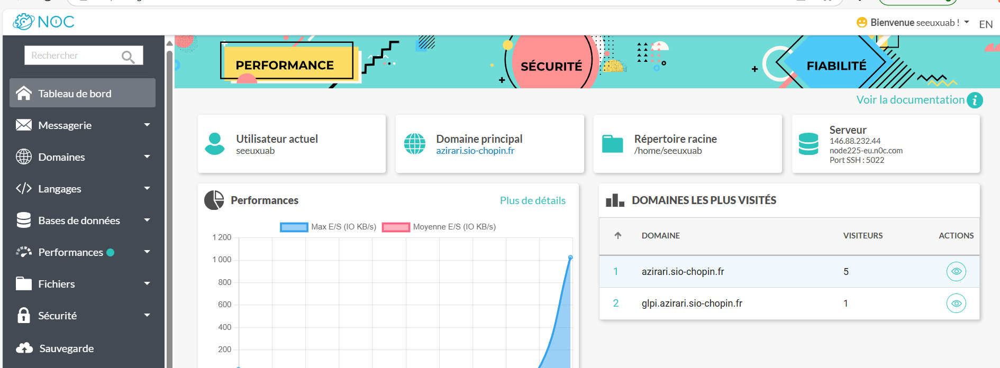 N0C
Bienvenue seeuxuab !
EN
Rechercher
Tableau de bord
Messagerie
Domaines
Langages
Bases de données
Performances
Fichiers
Sécurité
Sauvegarde
PERFORMANCE
SÉCURITÉ
FIABILITÉ
Voir la documentation
Utilisateur actuel
seeuxuab
Domaine principal
azirari.sio-chopin.fr
Répertoire racine
/home/seeuxuab
Serveur
146.88.232.44
node225-eu.n0c.com
Port SSH : 5022
Performances
Plus de détails
Max E/S (IO KB/s)
Moyenne E/S (IO KB/s)
1 200
1 000
800
600
400
200
DOMAINES LES PLUS VISITÉS
DOMAINE VISITEURS ACTIONS
1 azirari.sio-chopin.fr 5
2 glpi.azirari.sio-chopin.fr 1